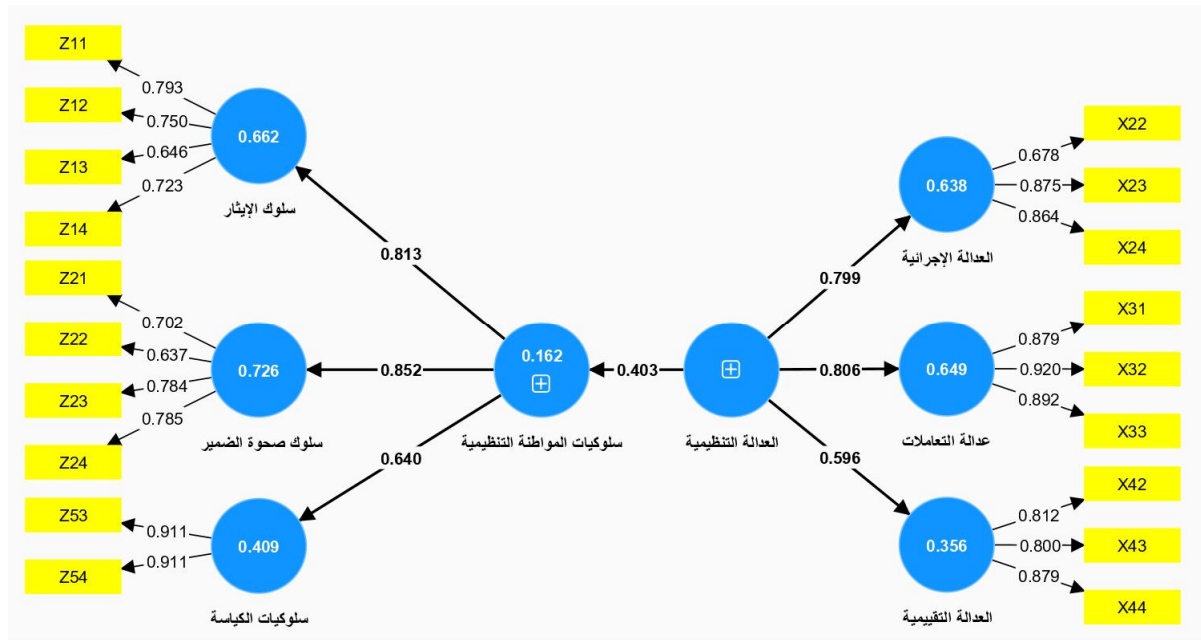 Z11
0.793
Z12
0.750
0.662
Z13
0.646
0.723
Z14
سلوك الإيثار
0.813
Z21
0.702
Z22
0.637
0.726
Z23
0.784
0.785
Z24
سلوك صحوة الضمير
0.852
Z53
0.911
0.409
Z54
0.911
سلوكيات الكياسة
0.640
0.162
سلوكيات المواطنة التنظيمية
0.403
العدالة التنظيمية
0.799
0.638
العدالة الإجرائية
0.678
X22
0.875
X23
0.864
X24
0.806
0.649
عدالة التعاملات
0.879
X31
0.920
X32
0.892
X33
0.596
0.356
العدالة التقييمية
0.812
X42
0.800
X43
0.879
X44